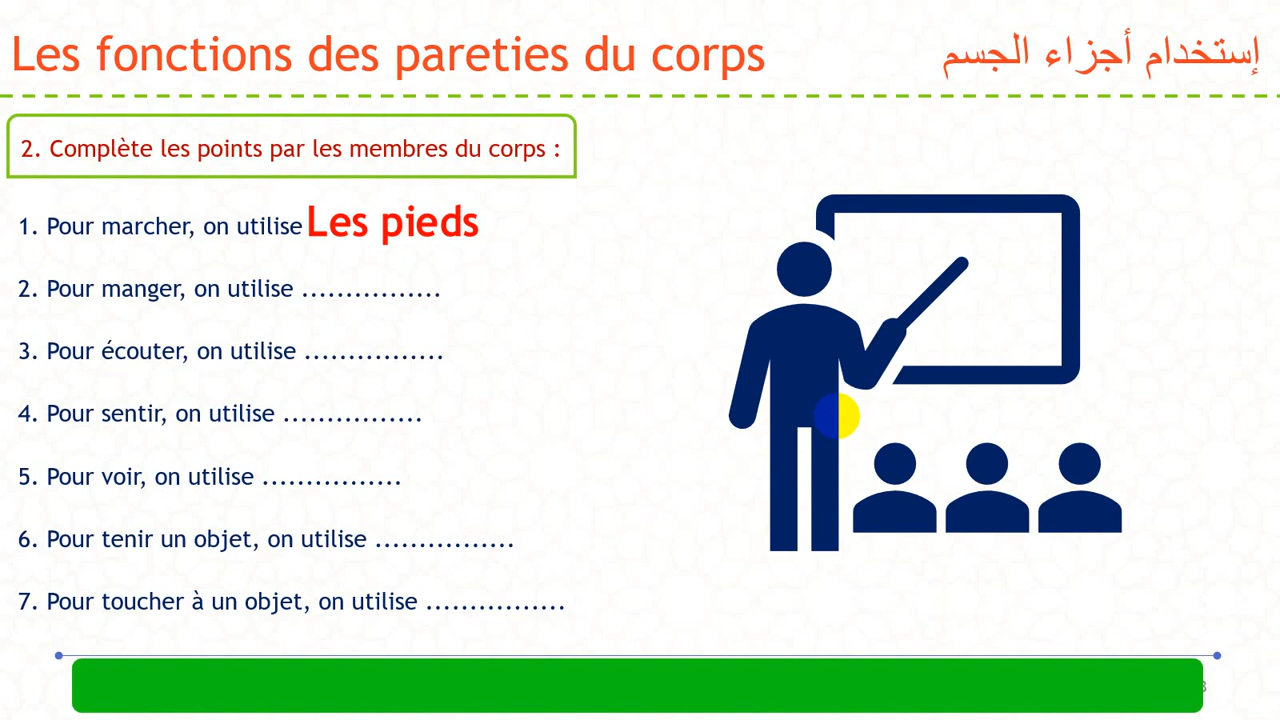 Les fonctions des pareties du corps
إستخدام أجزاء الجسم
2. Complète les points par les membres du corps :
1. Pour marcher, on utilise Les pieds
2. Pour manger, on utilise ................
3. Pour écouter, on utilise ................
4. Pour sentir, on utilise ................
5. Pour voir, on utilise ................
6. Pour tenir un objet, on utilise ................
7. Pour toucher à un objet, on utilise ................